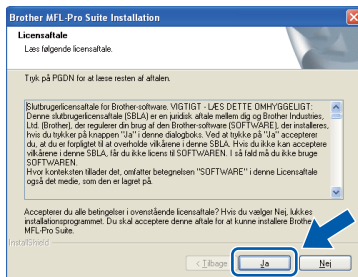 Brother MFL-Pro Suite Installation
Licensaftale
Læs følgende licensaftale.
Tryk på PGDN for at læse resten af aftalen.
Slutbrugerlicensaftale for Brother-software. VIGTIGT - LÆS DETTE OMHYGGELIGT:
Denne slutbrugerlicensaftale (SBLA) er en juridisk aftale mellem dig og Brother Industries,
Ltd. (Brother), der regulerer din brug af den Brother-software (SOFTWARE), der installeres,
hvis du trykker på knappen "Ja" i denne dialogboks. Ved at trykke på "Ja" accepterer
du, at du er forpligtet til at overholde vilkårene i denne SBLA. Hvis du ikke kan acceptere
vilkårene i denne SBLA, får du ikke licens til SOFTWAREN. I så fald må du ikke bruge
SOFTWAREN.
Hvor konteksten tillader det, omfatter betegnelsen "SOFTWARE" i denne Licensaftale
også det medie, som den er lagret på.
Accepterer du alle betingelser i ovenstående licensaftale? Hvis du vælger Nej, lukkes
installationsprogrammet. Du skal acceptere denne aftale for at kunne installere Brother
MFL-Pro Suite.
InstallShield
< Tilbage
Ja
Nej